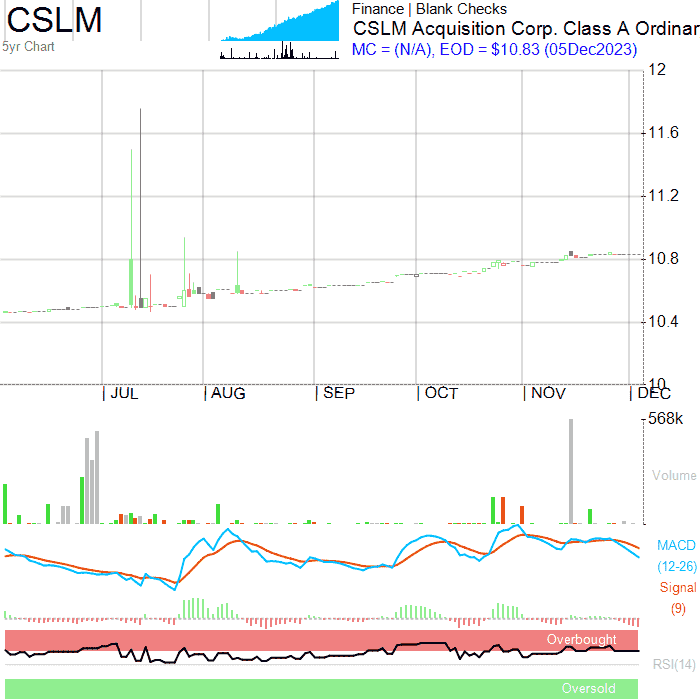 CSLM
5yr Chart
Finance | Blank Checks
CSLM Acquisition Corp. Class A Ordinar
MC = (N/A), EOD = $10.83 (05Dec2023)
12
11.6
11.2
10.8
10.4
10
| JUL | AUG | SEP | OCT | NOV | DEC
568k
Volume
MACD
(12-26)
Signal
(9)
Overbought
RSI(14)
Oversold